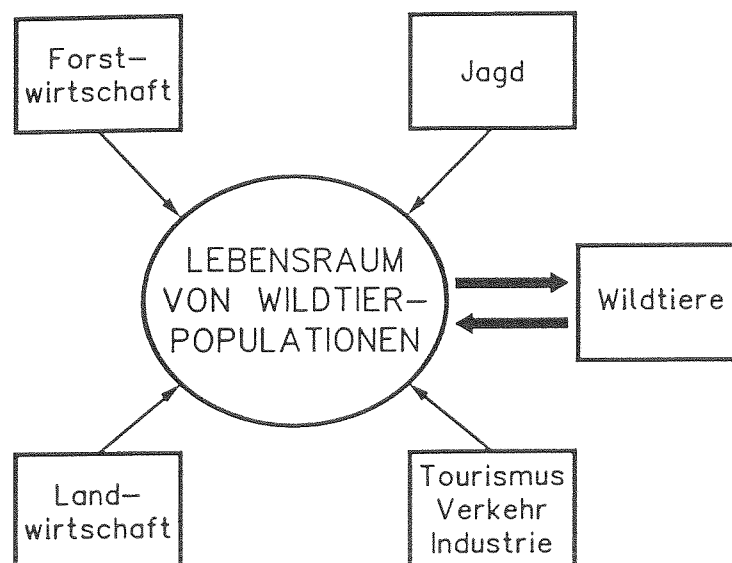 Forst-
wirtschaft
Jagd
LEBENSRAUM
VON WILDTIER-
POPULATIONEN
Wildtiere
Land-
wirtschaft
Tourismus
Verkehr
Industrie